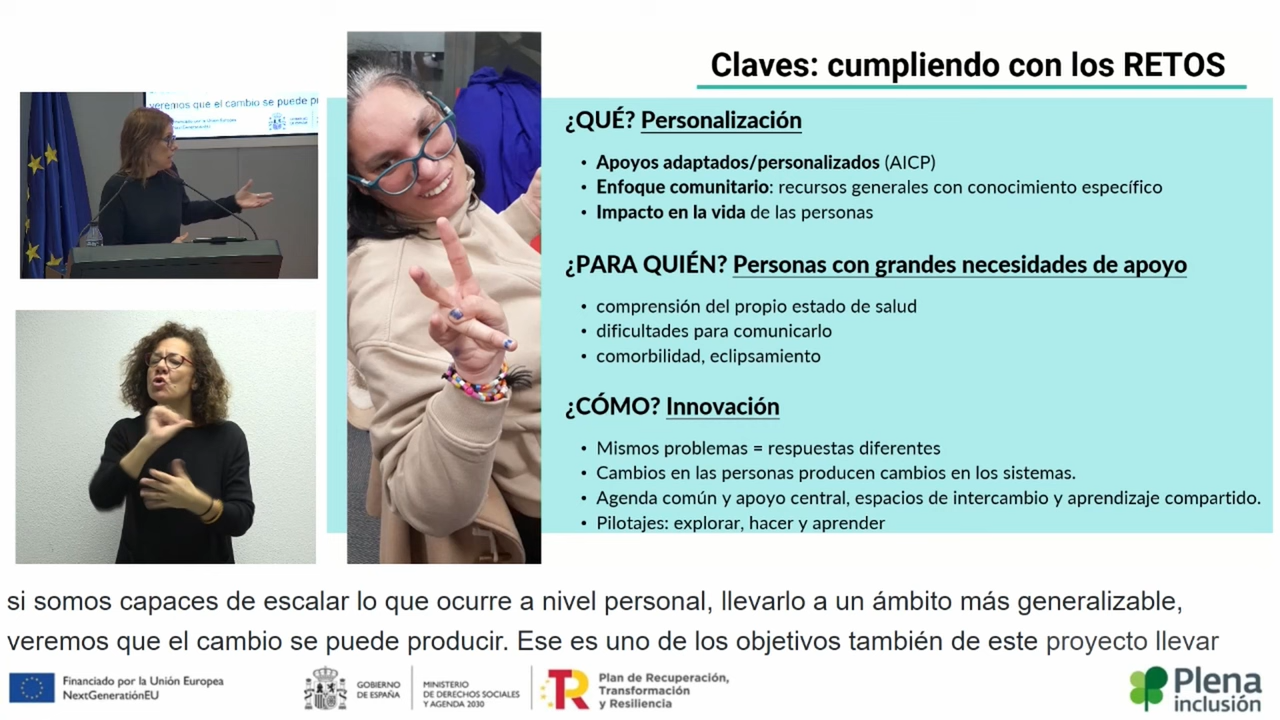 Claves: cumpliendo con los RETOS
veremos que el cambio se puede pr
¿QUÉ? Personalización
• Apoyos adaptados/personalizados (AICP)
• Enfoque comunitario: recursos generales con conocimiento específico
• Impacto en la vida de las personas
¿PARA QUIÉN? Personas con grandes necesidades de apoyo
• comprensión del propio estado de salud
• dificultades para comunicarlo
• comorbilidad, eclipsamiento
¿CÓMO? Innovación
• Mismos problemas = respuestas diferentes
• Cambios en las personas producen cambios en los sistemas.
• Agenda común y apoyo central, espacios de intercambio y aprendizaje compartido.
• Pilotajes: explorar, hacer y aprender
si somos capaces de escalar lo que ocurre a nivel personal, llevarlo a un ámbito más generalizable,
veremos que el cambio se puede producir. Ese es uno de los objetivos también de este proyecto llevar
Financiado por la Unión Europea
NextGenerationEU
GOBIERNO
DE ESPAÑA
MINISTERIO
DE DERECHOS SOCIALES
Y AGENDA 2030
Plan de Recuperación,
Transformación
y Resiliencia
Plena
inclusión